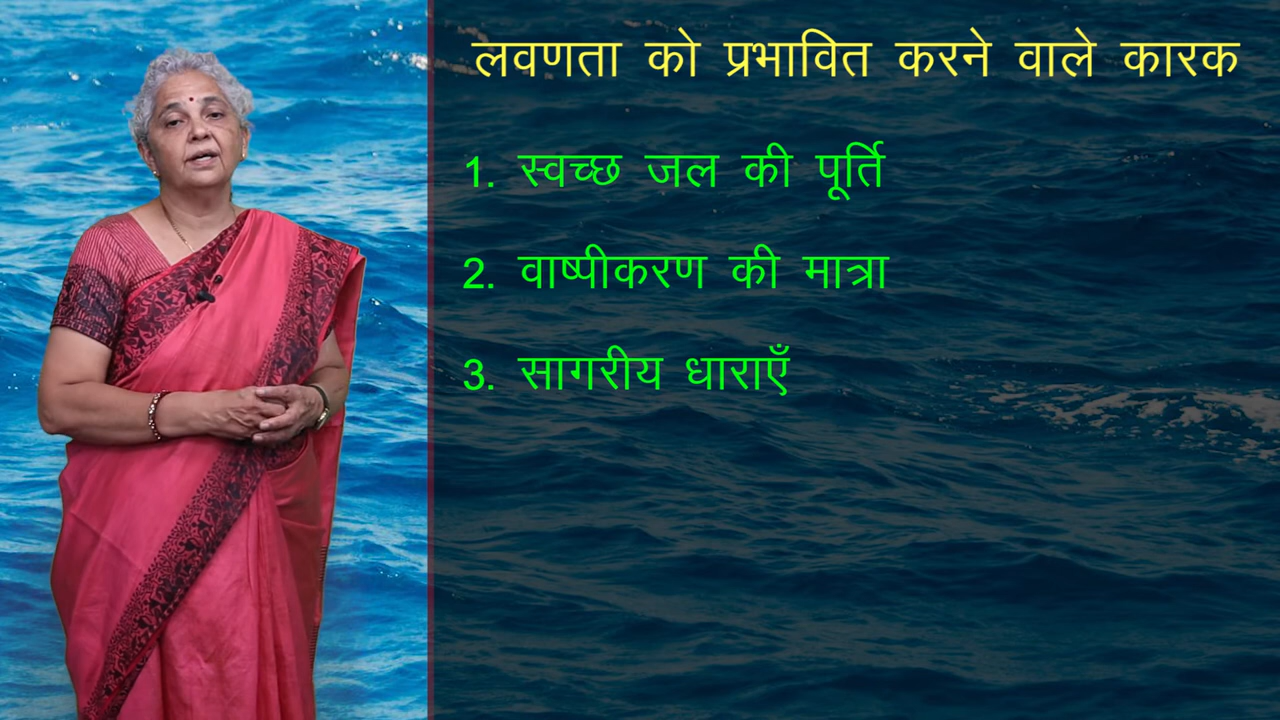 लवणता को प्रभावित करने वाले कारक
1. स्वच्छ जल की पूर्ति
2. वाष्पीकरण की मात्रा
3. सागरीय धाराएँ